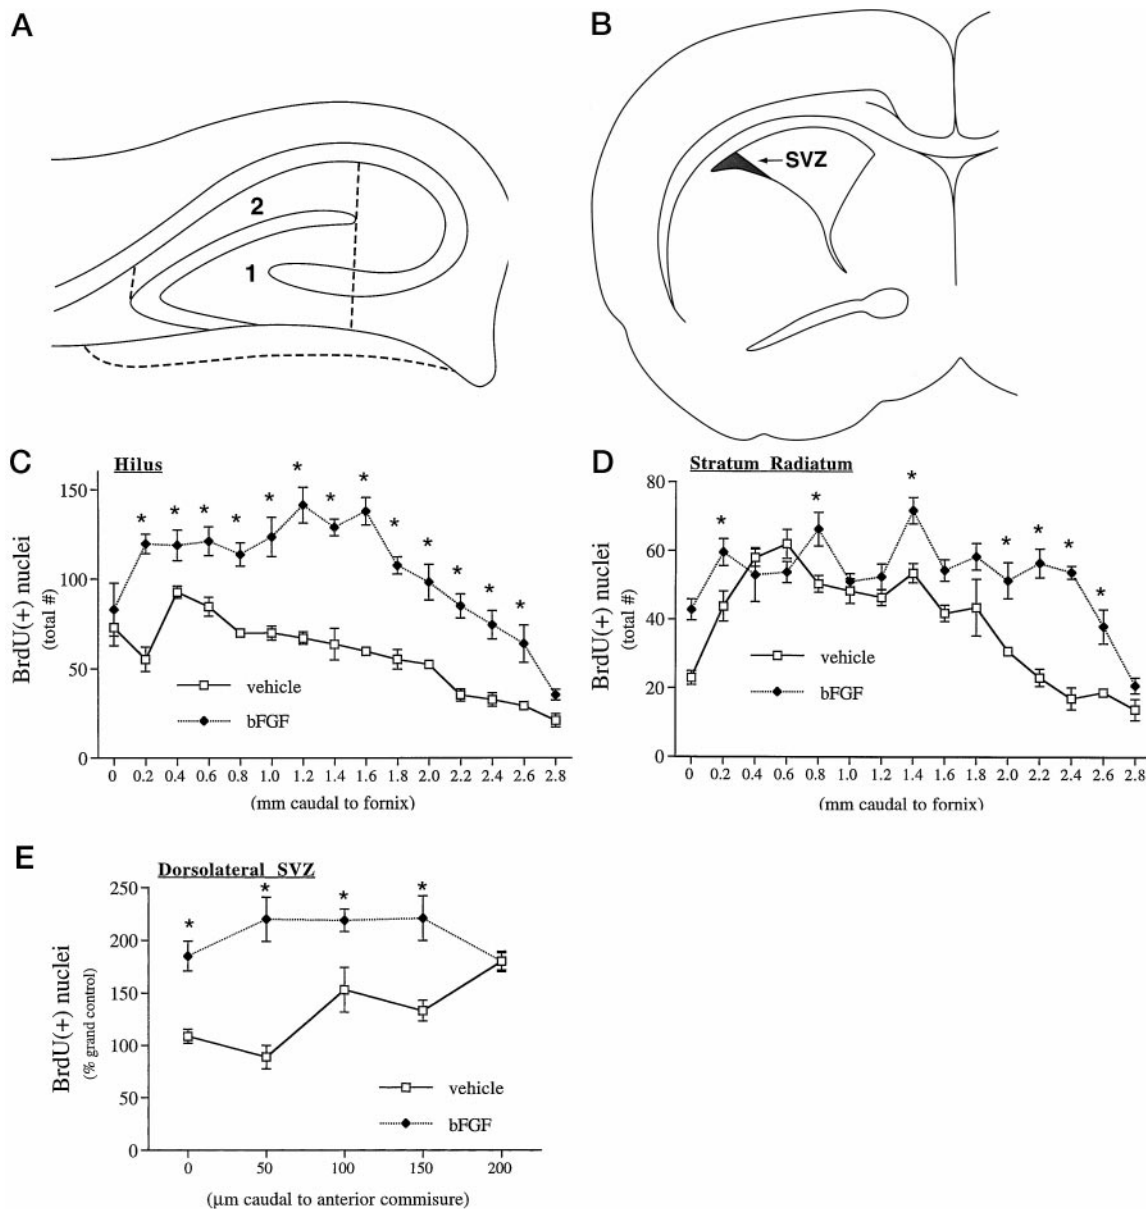 A
B
2
1
SVZ
C
Hilus
BrdU(+) nuclei
(total #)
150
100
50
0
* * * * * * * * * * * * *
vehicle
bFGF
0 0.2 0.4 0.6 0.8 1.0 1.2 1.4 1.6 1.8 2.0 2.2 2.4 2.6 2.8
(mm caudal to fornix)
D
Stratum Radiatum
BrdU(+) nuclei
(total #)
80
60
40
20
0
* * * * * * *
vehicle
bFGF
0 0.2 0.4 0.6 0.8 1.0 1.2 1.4 1.6 1.8 2.0 2.2 2.4 2.6 2.8
(mm caudal to fornix)
E
Dorsolateral SVZ
BrdU(+) nuclei
(% grand control)
250
200
150
100
50
0
* * * *
vehicle
bFGF
0 50 100 150 200
(µm caudal to anterior commisure)